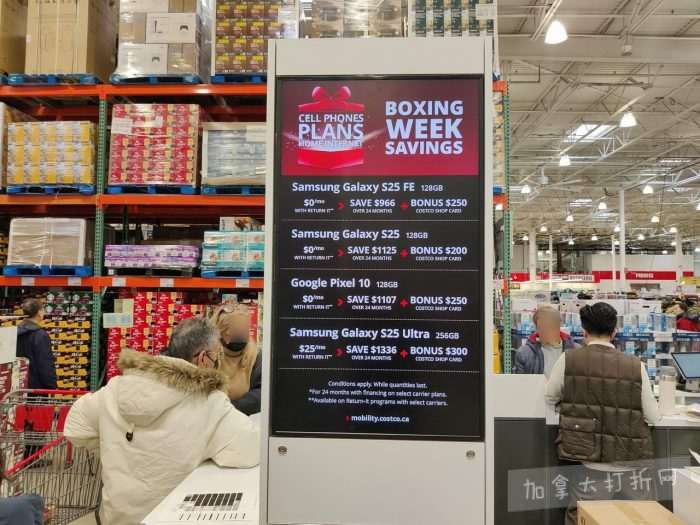 CELL PHONES
PLANS
HOME INTERNET
BOXING
WEEK
SAVINGS
Samsung Galaxy S25 FE 128GB
$0/mo
WITH RETURN IT**
SAVE $966
OVER 24 MONTHS
+ BONUS $250
COSTCO SHOP CARD
Samsung Galaxy S25 128GB
$0/mo
WITH RETURN IT**
SAVE $1125
OVER 24 MONTHS
+ BONUS $200
COSTCO SHOP CARD
Google Pixel 10 128GB
$0/mo
WITH RETURN IT**
SAVE $1107
OVER 24 MONTHS
+ BONUS $250
COSTCO SHOP CARD
Samsung Galaxy S25 Ultra 256GB
$25/mo
WITH RETURN IT**
SAVE $1336
OVER 24 MONTHS
+ BONUS $300
COSTCO SHOP CARD
Conditions apply. While quantities last.
*For 24 months with financing on select carrier plans.
**Available on Return-it programs with select carriers.
mobility.costco.ca
加拿大打折网